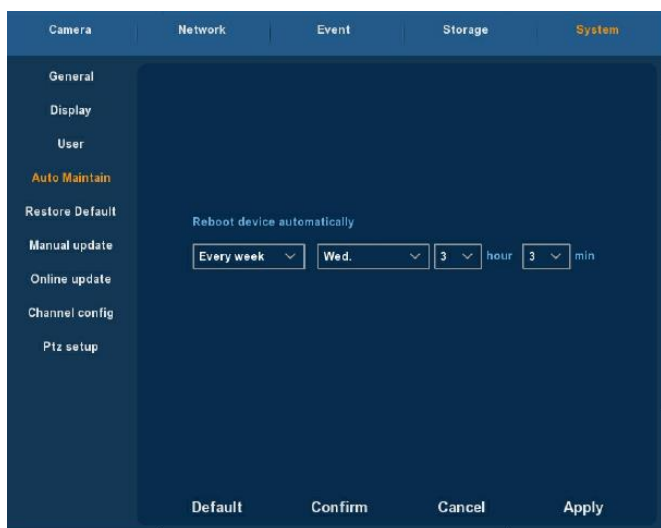 Camera Network Event Storage System
General
Display
User
Auto Maintain
Restore Default
Manual update
Online update
Channel config
Ptz setup
Reboot device automatically
Every week Wed. 3 hour 3 min
Default Confirm Cancel Apply